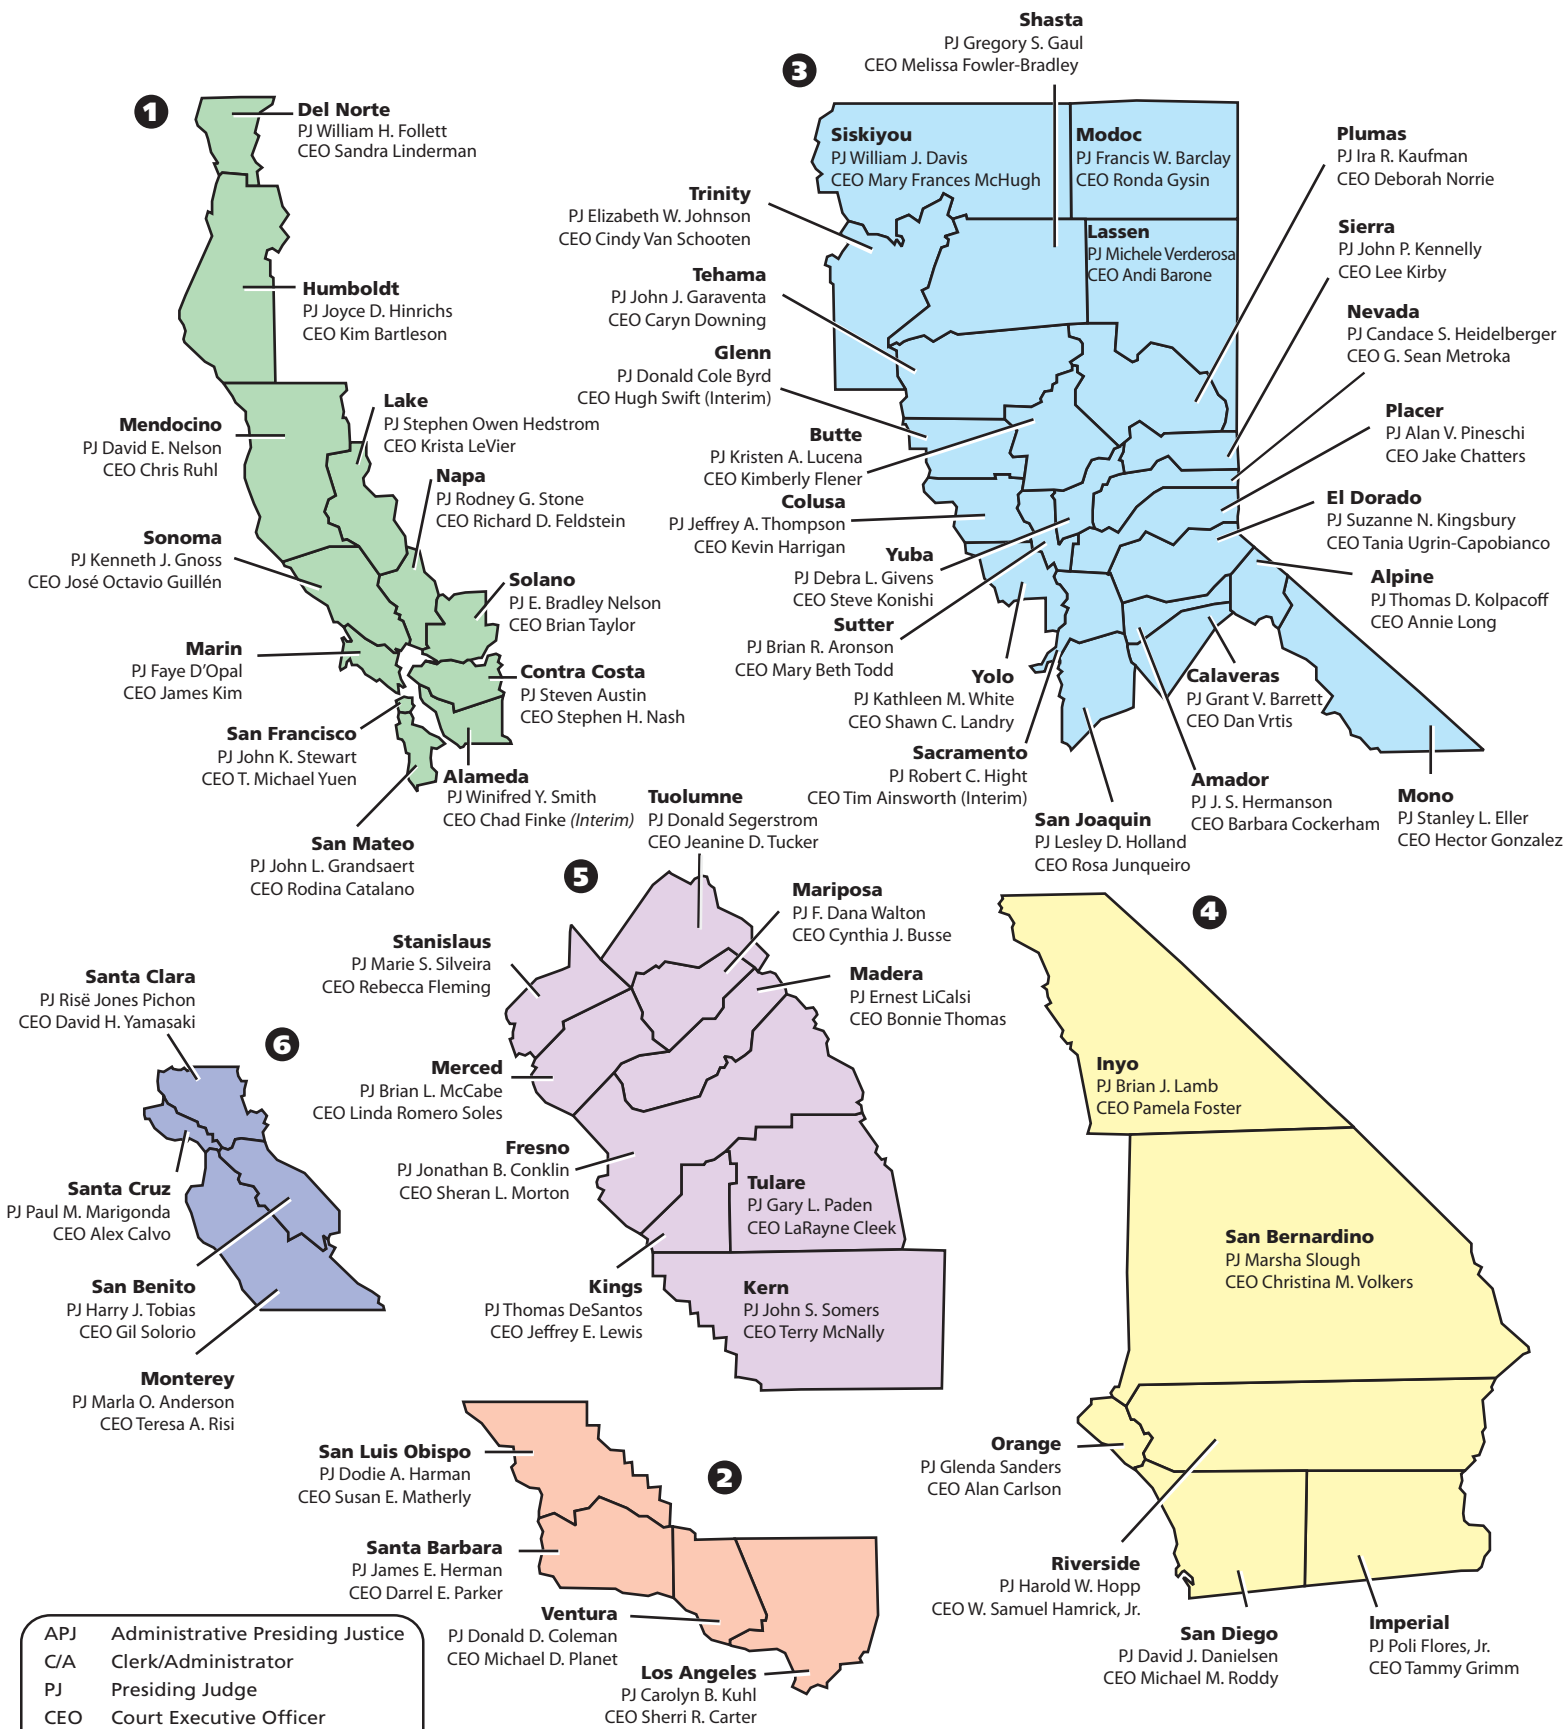 1
Del Norte
PJ William H. Follett
CEO Sandra Linderman
Humboldt
PJ Joyce D. Hinrichs
CEO Kim Bartleson
Mendocino
PJ David E. Nelson
CEO Chris Ruhl
Lake
PJ Stephen Owen Hedstrom
CEO Krista LeVier
Napa
PJ Rodney G. Stone
CEO Richard D. Feldstein
Sonoma
PJ Kenneth J. Gnoss
CEO José Octavio Guillén
Solano
PJ E. Bradley Nelson
CEO Brian Taylor
Marin
PJ Faye D'Opal
CEO James Kim
Contra Costa
PJ Steven Austin
CEO Stephen H. Nash
San Francisco
PJ John K. Stewart
CEO T. Michael Yuen
Alameda
PJ Winifred Y. Smith
CEO Chad Finke (Interim)
San Mateo
PJ John L. Grandsaert
CEO Rodina Catalano
3
Shasta
PJ Gregory S. Gaul
CEO Melissa Fowler-Bradley
Siskiyou
PJ William J. Davis
CEO Mary Frances McHugh
Modoc
PJ Francis W. Barclay
CEO Ronda Gysin
Plumas
PJ Ira R. Kaufman
CEO Deborah Norrie
Trinity
PJ Elizabeth W. Johnson
CEO Cindy Van Schooten
Lassen
PJ Michele Verderosa
CEO Andi Barone
Sierra
PJ John P. Kennelly
CEO Lee Kirby
Tehama
PJ John J. Garaventa
CEO Caryn Downing
Nevada
PJ Candace S. Heidelberger
CEO G. Sean Metroka
Glenn
PJ Donald Cole Byrd
CEO Hugh Swift (Interim)
Placer
PJ Alan V. Pineschi
CEO Jake Chatters
Butte
PJ Kristen A. Lucena
CEO Kimberly Flener
El Dorado
PJ Suzanne N. Kingsbury
CEO Tania Ugrin-Capobianco
Colusa
PJ Jeffrey A. Thompson
CEO Kevin Harrigan
Yuba
PJ Debra L. Givens
CEO Steve Konishi
Alpine
PJ Thomas D. Kolpacoff
CEO Annie Long
Sutter
PJ Brian R. Aronson
CEO Mary Beth Todd
Yolo
PJ Kathleen M. White
CEO Shawn C. Landry
Calaveras
PJ Grant V. Barrett
CEO Dan Vrtis
Sacramento
PJ Robert C. Hight
CEO Tim Ainsworth (Interim)
Amador
PJ J. S. Hermanson
CEO Barbara Cockerham
Mono
PJ Stanley L. Eller
CEO Hector Gonzalez
San Joaquin
PJ Lesley D. Holland
CEO Rosa Junqueiro
5
Tuolumne
PJ Donald Segerstrom
CEO Jeanine D. Tucker
Mariposa
PJ F. Dana Walton
CEO Cynthia J. Busse
Stanislaus
PJ Marie S. Silveira
CEO Rebecca Fleming
Madera
PJ Ernest LiCalsi
CEO Bonnie Thomas
Merced
PJ Brian L. McCabe
CEO Linda Romero Soles
Fresno
PJ Jonathan B. Conklin
CEO Sheran L. Morton
Tulare
PJ Gary L. Paden
CEO LaRayne Cleek
Kings
PJ Thomas DeSantos
CEO Jeffrey E. Lewis
Kern
PJ John S. Somers
CEO Terry McNally
4
Inyo
PJ Brian J. Lamb
CEO Pamela Foster
San Bernardino
PJ Marsha Slough
CEO Christina M. Volkers
Orange
PJ Glenda Sanders
CEO Alan Carlson
Riverside
PJ Harold W. Hopp
CEO W. Samuel Hamrick, Jr.
San Diego
PJ David J. Danielsen
CEO Michael M. Roddy
Imperial
PJ Poli Flores, Jr.
CEO Tammy Grimm
6
Santa Clara
PJ Risë Jones Pichon
CEO David H. Yamasaki
Santa Cruz
PJ Paul M. Marigonda
CEO Alex Calvo
San Benito
PJ Harry J. Tobias
CEO Gil Solorio
Monterey
PJ Marla O. Anderson
CEO Teresa A. Risi
2
San Luis Obispo
PJ Dodie A. Harman
CEO Susan E. Matherly
Santa Barbara
PJ James E. Herman
CEO Darrel E. Parker
Ventura
PJ Donald D. Coleman
CEO Michael D. Planet
Los Angeles
PJ Carolyn B. Kuhl
CEO Sherri R. Carter
APJ Administrative Presiding Justice
C/A Clerk/Administrator
PJ Presiding Judge
CEO Court Executive Officer